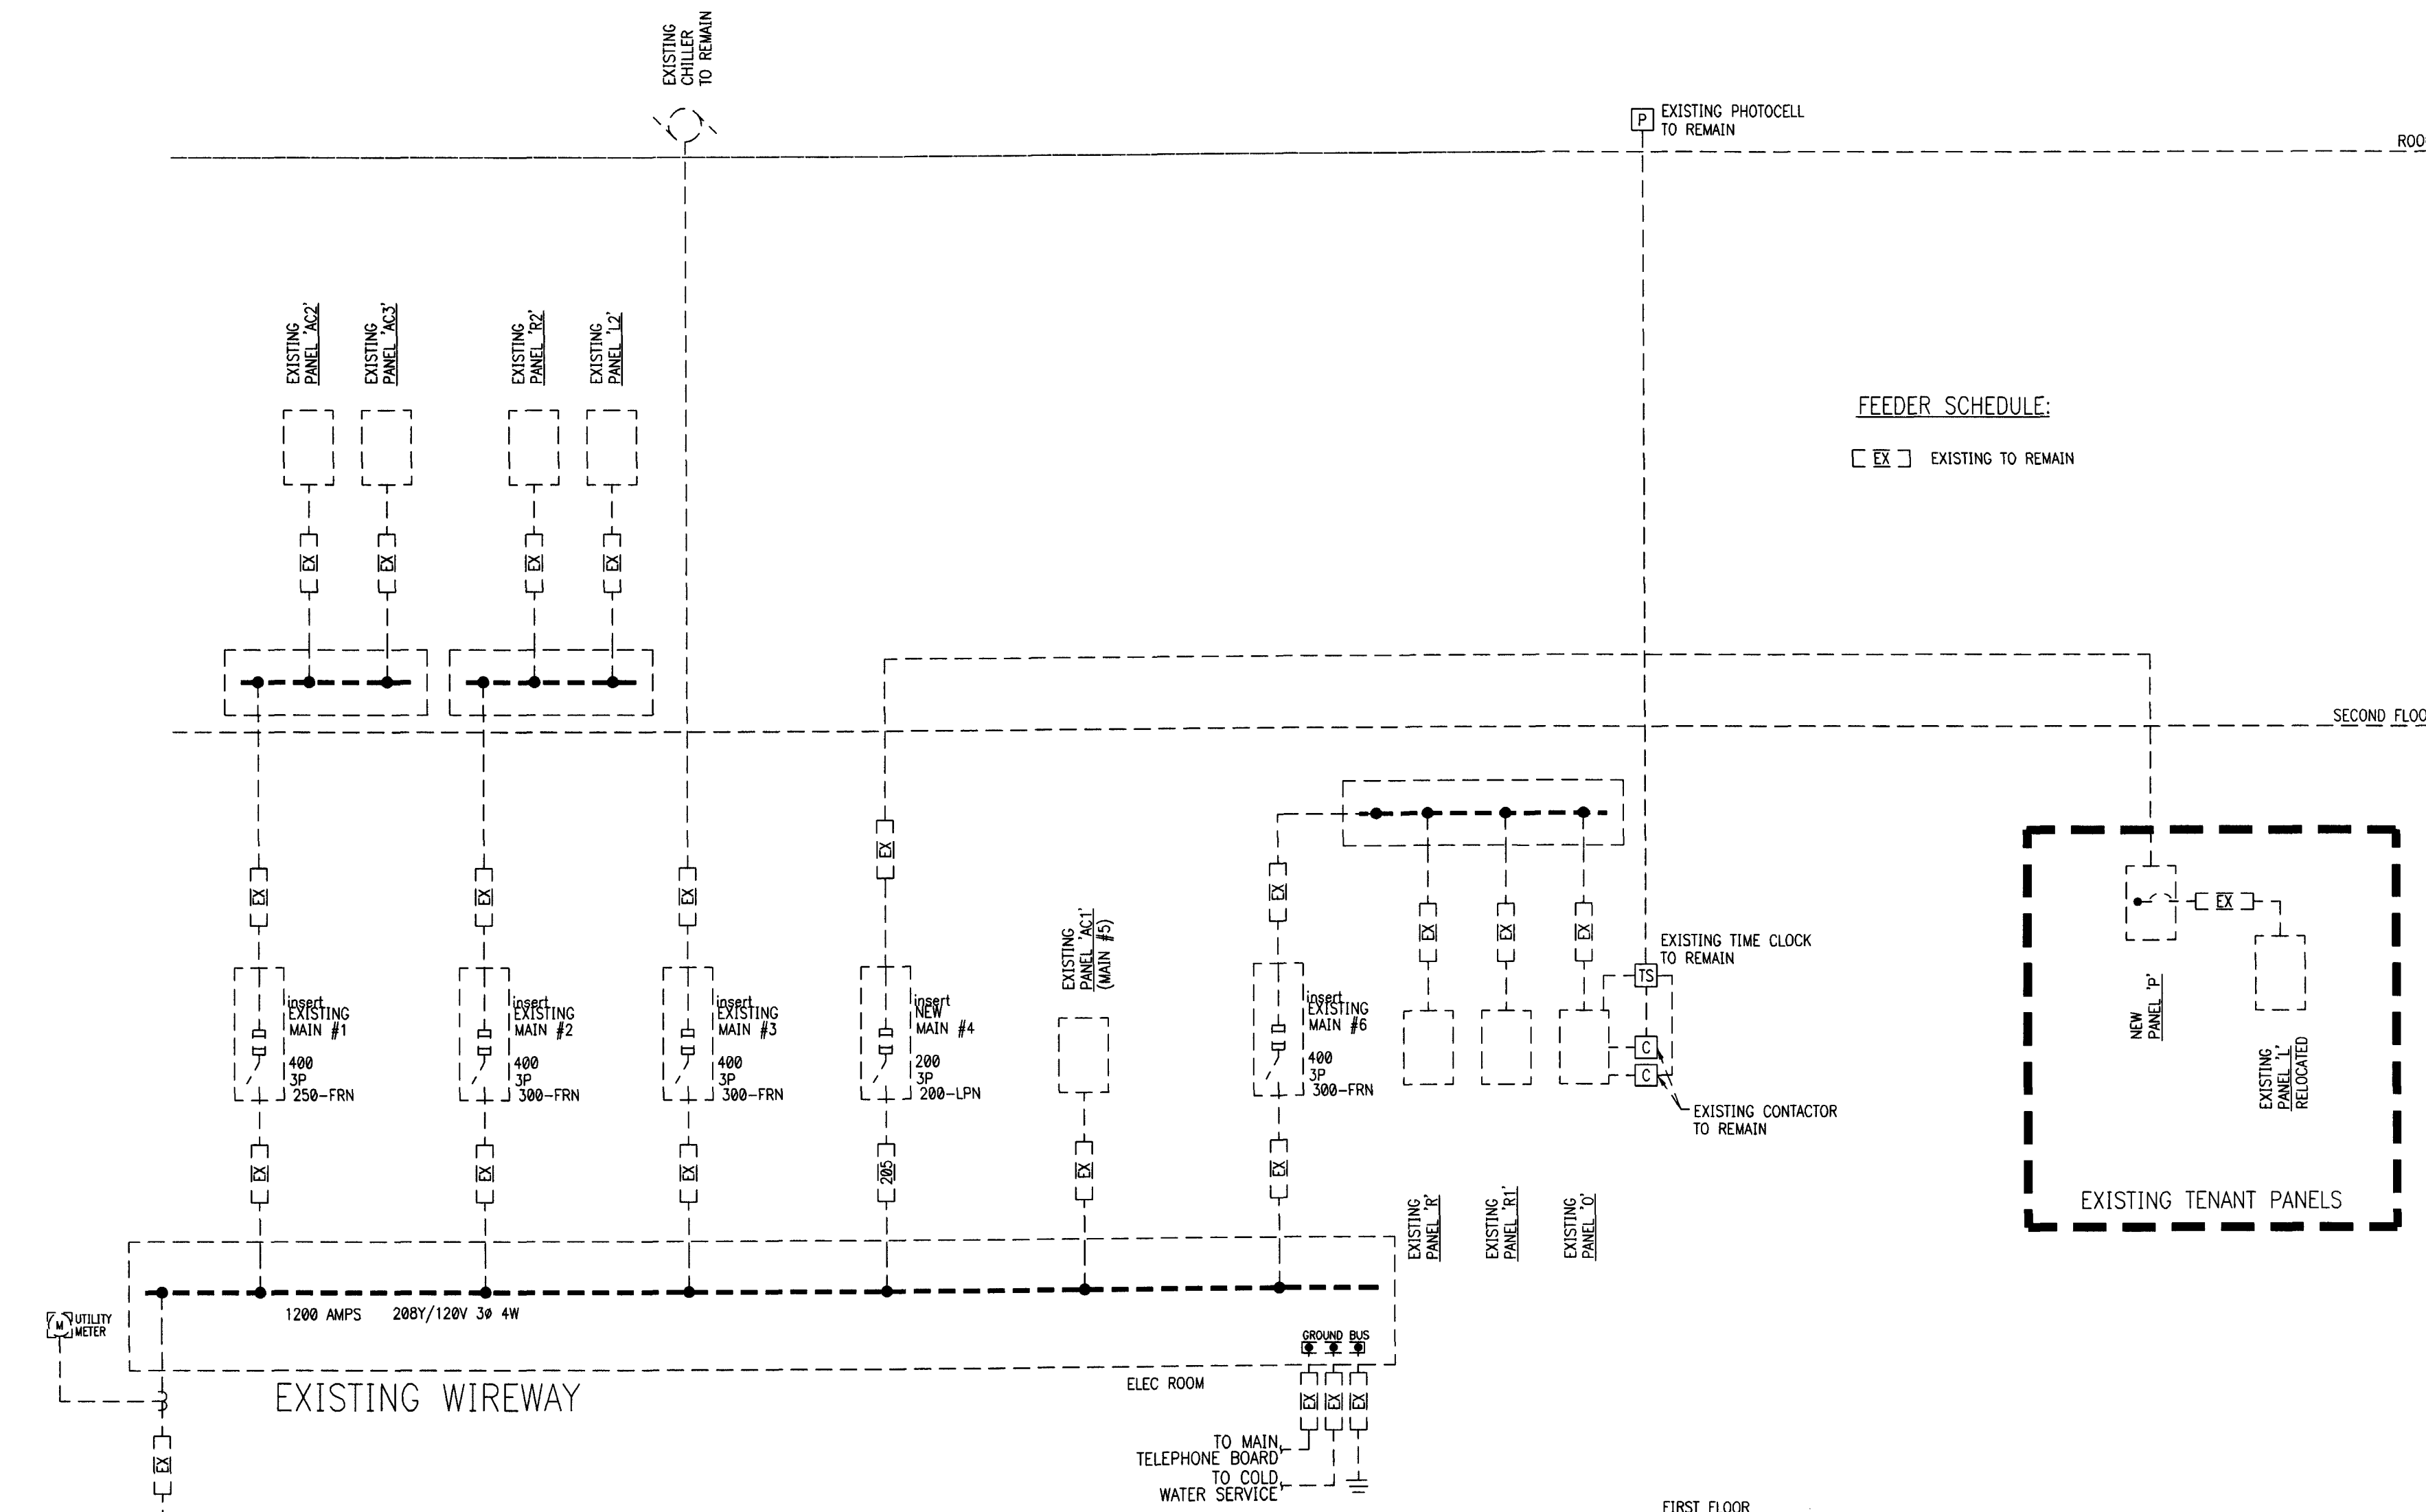 EXISTING
CHILLER
TO REMAIN
P
EXISTING PHOTOCELL
TO REMAIN
EXISTING
PANEL 'AC2'
EXISTING
PANEL 'AC3'
EXISTING
PANEL 'R2'
EXISTING
PANEL 'L2'
FEEDER SCHEDULE:
EX EXISTING TO REMAIN
EX
EX
EX
EX
SECOND FLOO
EX
EX
EX
EX
EX
EX
EX
EX
EX
EXISTING
PANEL 'AC1'
(MAIN #5)
EXISTING TIME CLOCK
TO REMAIN
TS
C
C
EXISTING CONTACTOR
TO REMAIN
insert
EXISTING
MAIN #1
400
3P
250-FRN
insert
EXISTING
MAIN #2
400
3P
300-FRN
insert
EXISTING
MAIN #3
400
3P
300-FRN
insert
NEW
MAIN #4
200
3P
200-LPN
insert
EXISTING
MAIN #6
400
3P
300-FRN
NEW
PANEL 'P'
EXISTING
PANEL 'L'
RELOCATED
EXISTING TENANT PANELS
EX
EX
EX
205
EX
EX
EXISTING
PANEL 'R'
EXISTING
PANEL 'R1'
EXISTING
PANEL 'O'
1200 AMPS 208Y/120V 3ø 4W
M
UTILITY
METER
GROUND BUS
ELEC ROOM
EXISTING WIREWAY
EX
EX
EX
EX
TO MAIN
TELEPHONE BOARD
TO COLD
WATER SERVICE
FIRST FLOOR